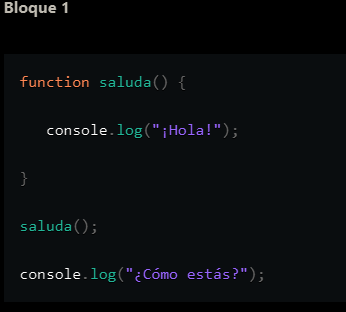 Bloque 1
function saluda() {
console.log("¡Hola!");
}
saluda();
console.log("¿Cómo estás?");